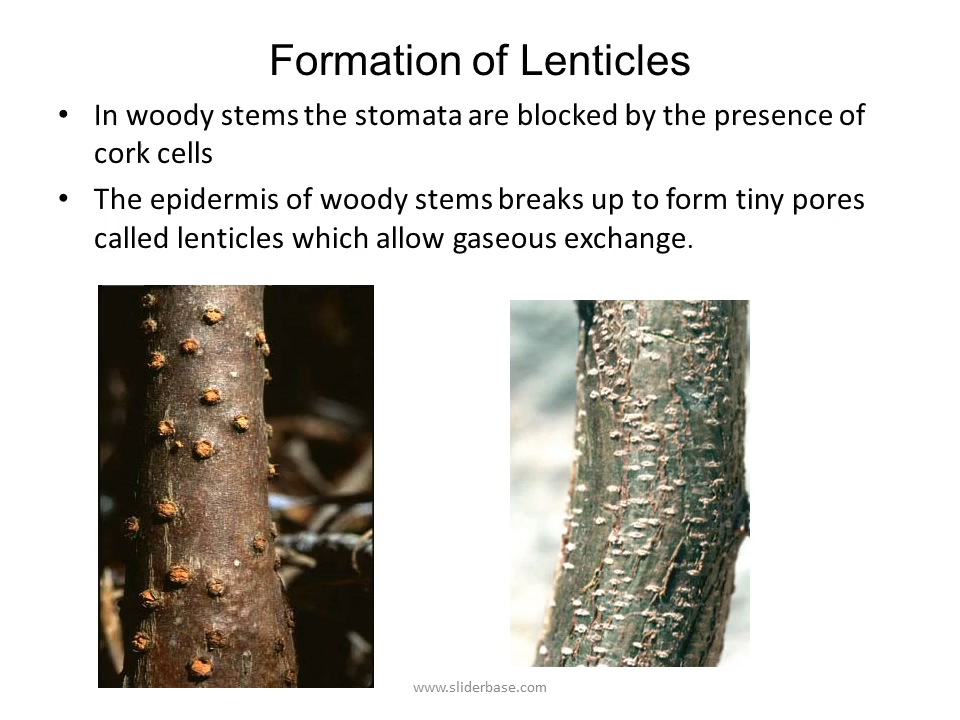 Formation of Lenticles
• In woody stems the stomata are blocked by the presence of
cork cells
• The epidermis of woody stems breaks up to form tiny pores
called lenticles which allow gaseous exchange.
www.sliderbase.com